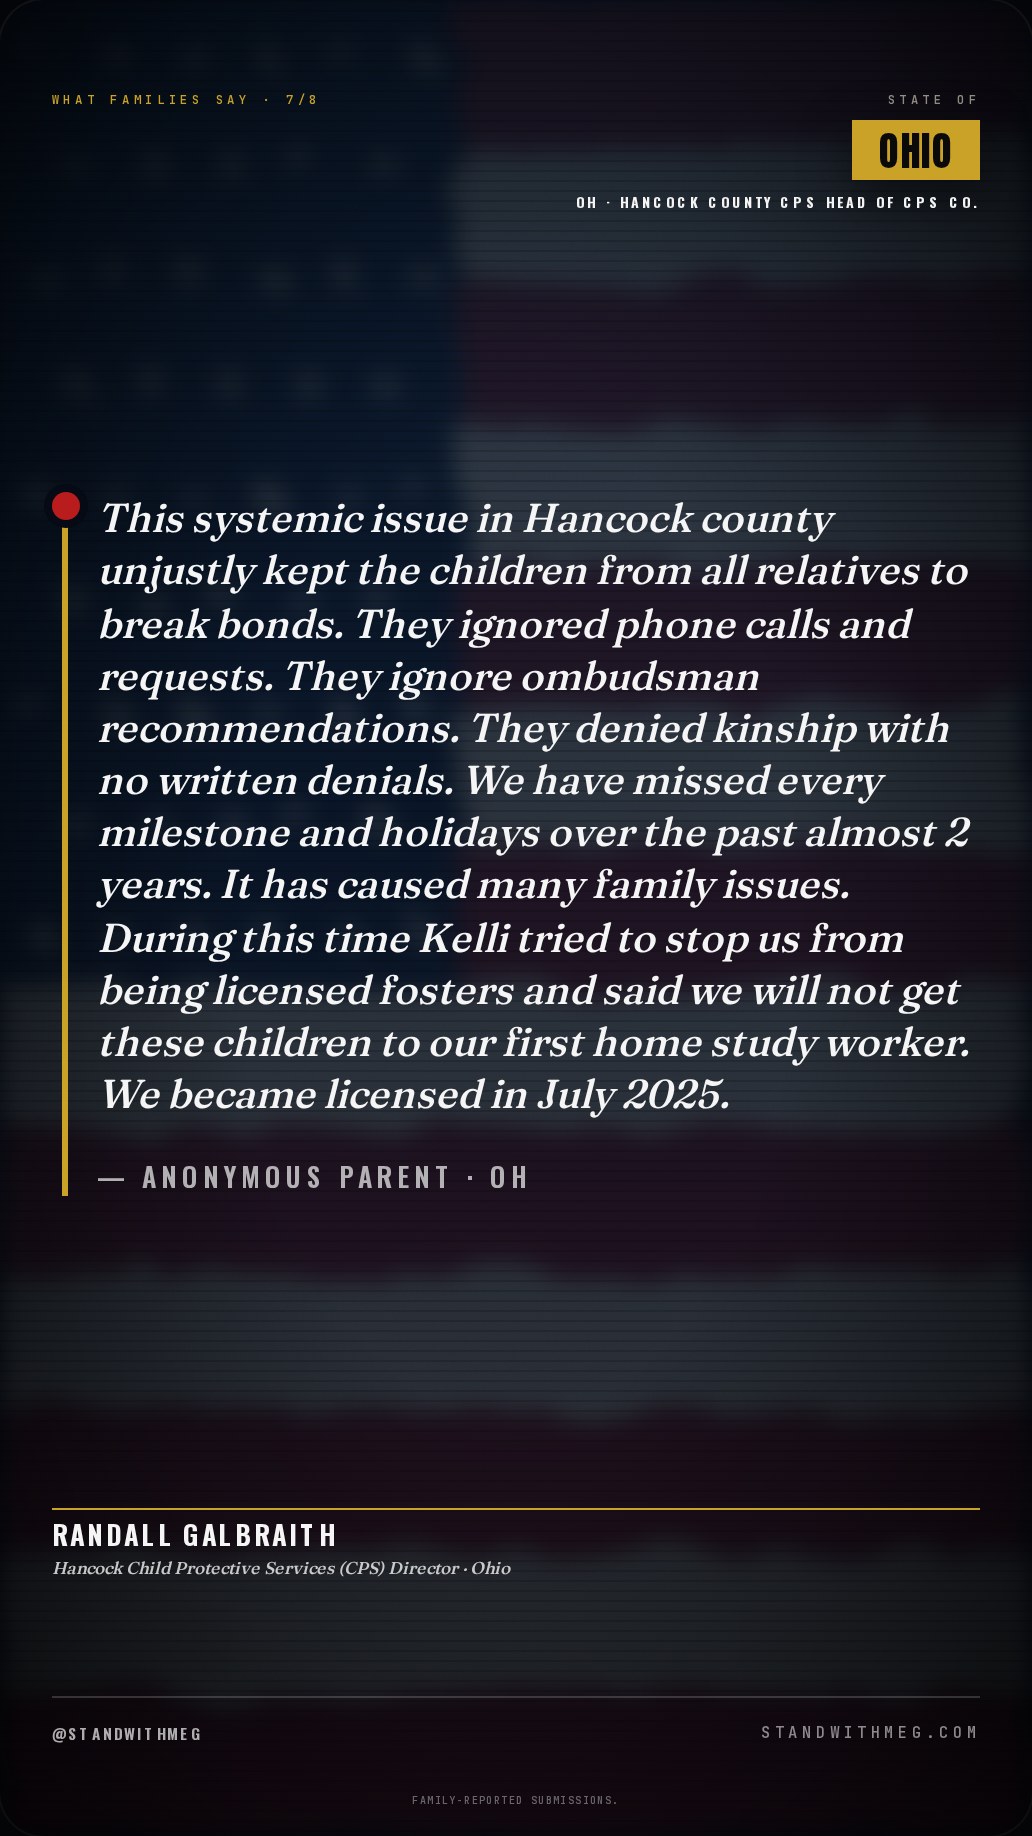 WHAT FAMILIES SAY · 7/8
STATE OF
OHIO
OH · HANCOCK COUNTY CPS HEAD OF CPS CO.
This systemic issue in Hancock county
unjustly kept the children from all relatives to
break bonds. They ignored phone calls and
requests. They ignore ombudsman
recommendations. They denied kinship with
no written denials. We have missed every
milestone and holidays over the past almost 2
years. It has caused many family issues.
During this time Kelli tried to stop us from
being licensed fosters and said we will not get
these children to our first home study worker.
We became licensed in July 2025.
— ANONYMOUS PARENT · OH
RANDALL GALBRAITH
Hancock Child Protective Services (CPS) Director · Ohio
@STANDWITHMEG
STANDWITHMEG.COM
FAMILY-REPORTED SUBMISSIONS.